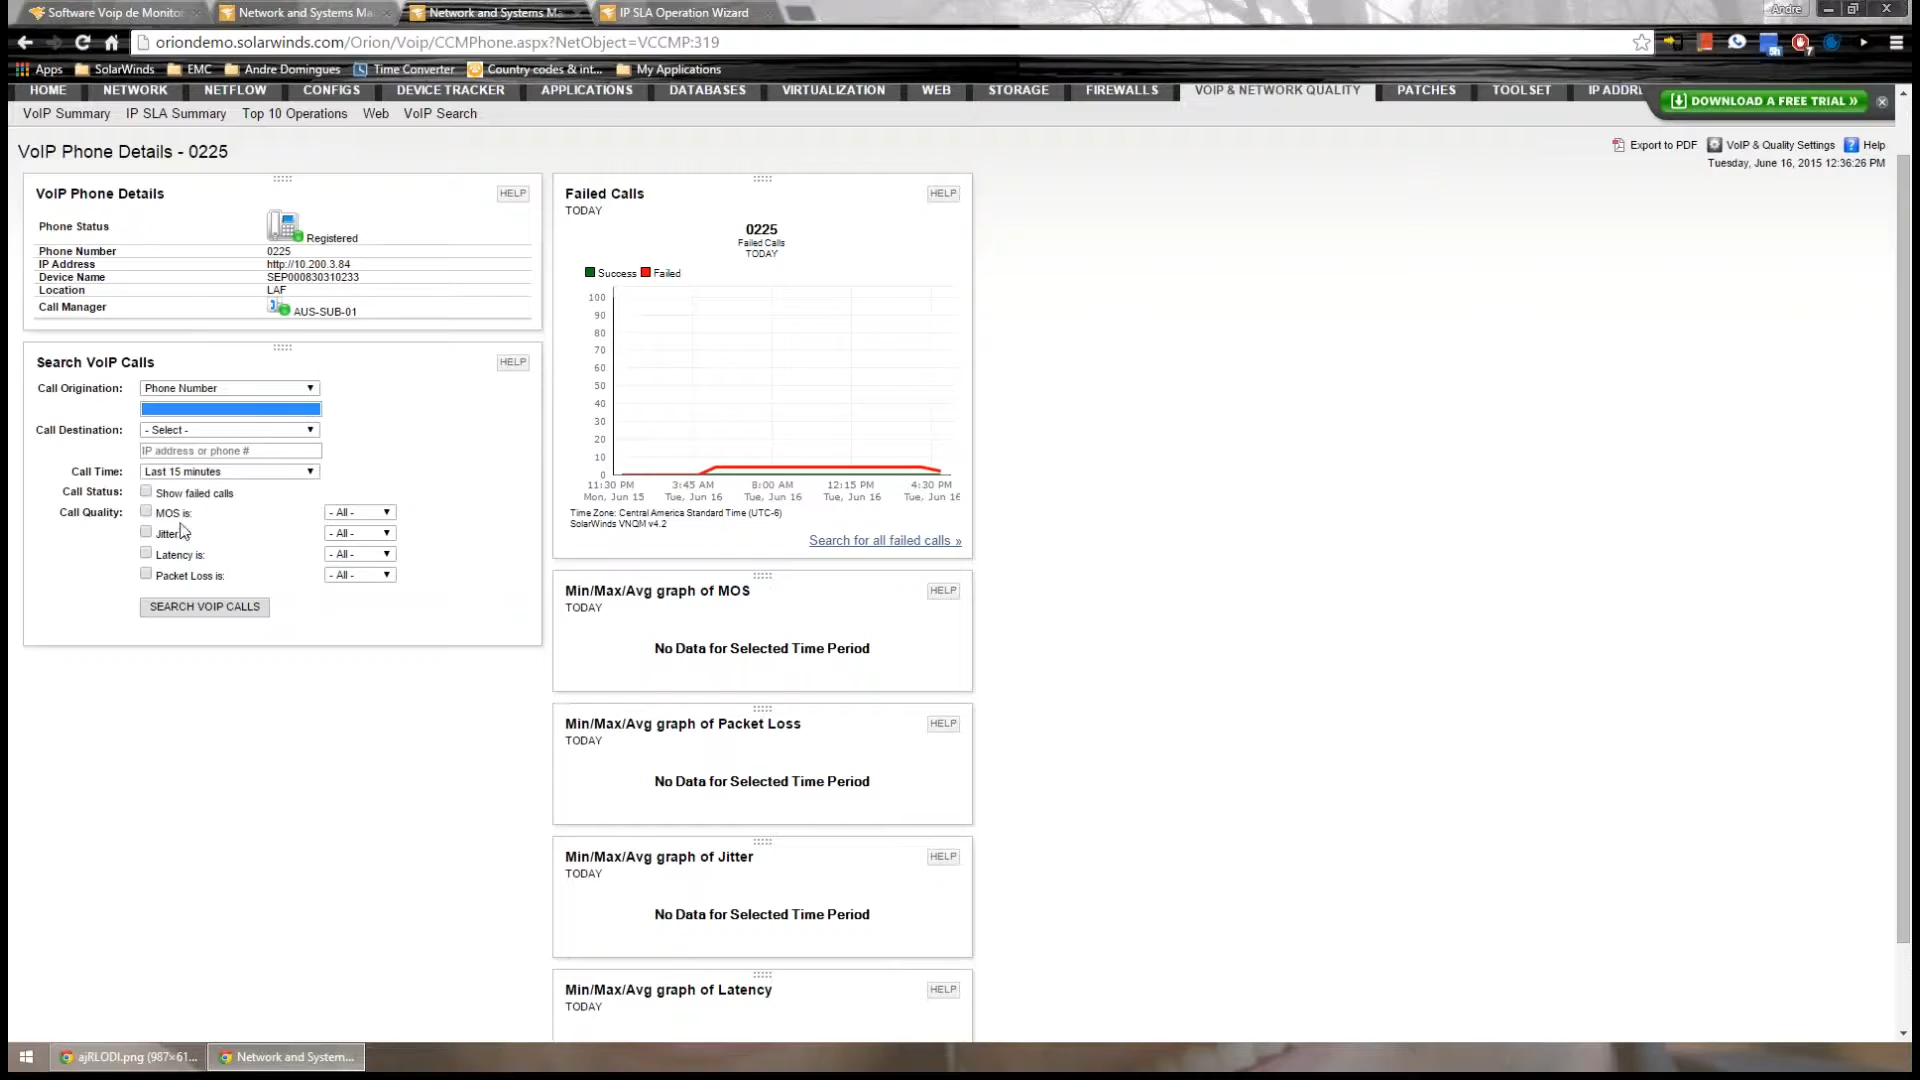 Software Voip de Monito
Network and Systems Ma
Network and Systems Ma
IP SLA Operation Wizard
Andre
oriondemo.solarwinds.com/Orion/Voip/CCMPhone.aspx?NetObject=VCCMP:319
Apps SolarWinds EMC Andre Domingues Time Converter Country codes & int... My Applications
HOME NETWORK NETFLOW CONFIGS DEVICE TRACKER APPLICATIONS DATABASES VIRTUALIZATION WEB STORAGE FIREWALLS VOIP & NETWORK QUALITY PATCHES TOOLSET IP ADDRE
DOWNLOAD A FREE TRIAL »
VoIP Summary IP SLA Summary Top 10 Operations Web VoIP Search
VoIP Phone Details - 0225
Export to PDF VoIP & Quality Settings Help
Tuesday, June 16, 2015 12:36:26 PM
VoIP Phone Details HELP
Phone Status Registered
Phone Number 0225
IP Address http://10.200.3.84
Device Name SEP000830310233
Location LAF
Call Manager AUS-SUB-01
Search VoIP Calls HELP
Call Origination: Phone Number
Call Destination: - Select -
IP address or phone #
Call Time: Last 15 minutes
Call Status: Show failed calls
Call Quality: MOS is: - All -
Jitter - All -
Latency is: - All -
Packet Loss is: - All -
SEARCH VOIP CALLS
Failed Calls HELP
TODAY
0225
Failed Calls
TODAY
Success Failed
100
90
80
70
60
50
40
30
20
10
0
11:30 PM 3:45 AM 8:00 AM 12:15 PM 4:30 PM
Mon, Jun 15 Tue, Jun 16 Tue, Jun 16 Tue, Jun 16 Tue, Jun 16
Time Zone: Central America Standard Time (UTC-6)
SolarWinds VNQM v4.2
Search for all failed calls »
Min/Max/Avg graph of MOS HELP
TODAY
No Data for Selected Time Period
Min/Max/Avg graph of Packet Loss HELP
TODAY
No Data for Selected Time Period
Min/Max/Avg graph of Jitter HELP
TODAY
No Data for Selected Time Period
Min/Max/Avg graph of Latency HELP
TODAY
ajRLODI.png (987×61... Network and System...